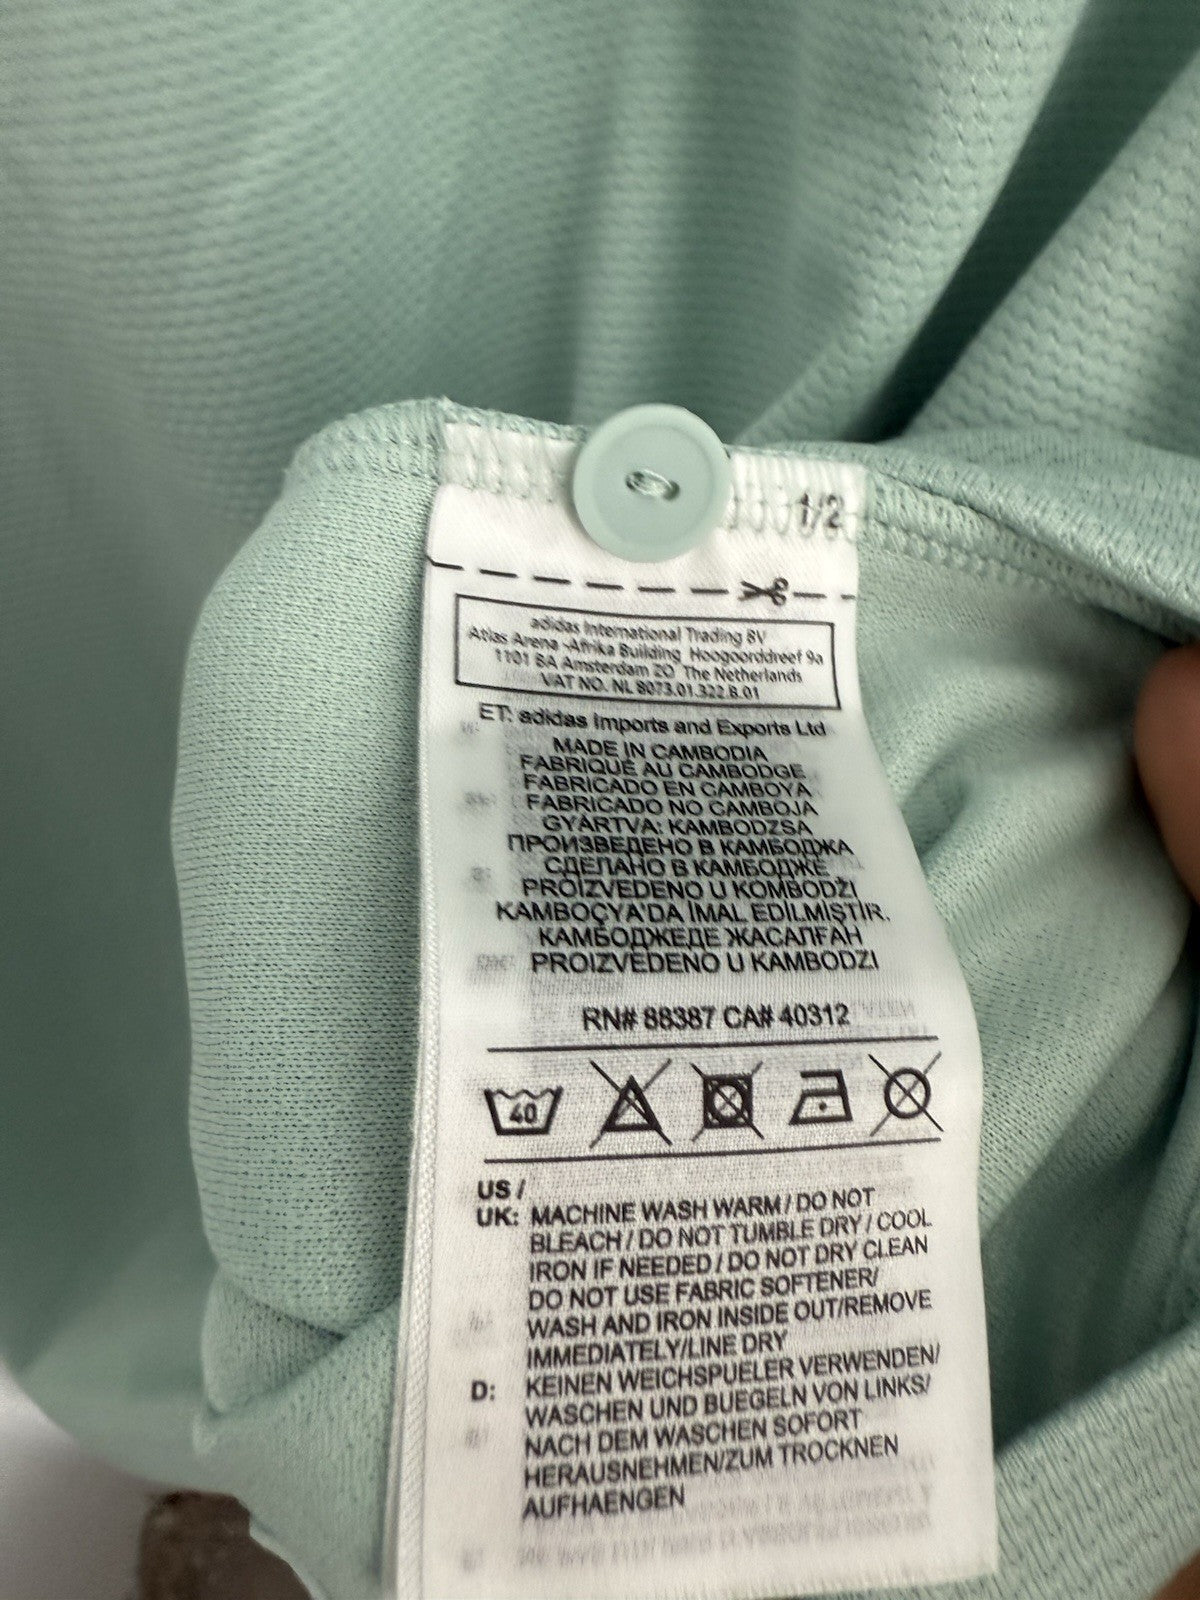 1/2
adidas International Trading BV
Atlas Arena -Afrika Building Hoogoorddreef 9a
1101 BA Amsterdam ZO The Netherlands
VAT NO. NL 8073.01.322.B.01
ET: adidas Imports and Exports Ltd
MADE IN CAMBODIA
FABRIQUÉ AU CAMBODGE
FABRICADO EN CAMBOYA
FABRICADO NO CAMBOJA
GYÁRTVA: KAMBODZSA
ПРОИЗВЕДЕНО В КАМБОДЖА
СДЕЛАНО В КАМБОДЖЕ
PROIZVEDENO U KOMBODŽI
KAMBOÇYA'DA İMAL EDİLMİŞTİR.
КАМБОДЖЕДЕ ЖАСАЛҒАН
PROIZVEDENO U KAMBODZI
RN# 88387 CA# 40312
40
US /
UK: MACHINE WASH WARM / DO NOT
BLEACH / DO NOT TUMBLE DRY / COOL
IRON IF NEEDED / DO NOT DRY CLEAN
DO NOT USE FABRIC SOFTENER/
WASH AND IRON INSIDE OUT/REMOVE
IMMEDIATELY/LINE DRY
D: KEINEN WEICHSPUELER VERWENDEN/
WASCHEN UND BUEGELN VON LINKS/
NACH DEM WASCHEN SOFORT
HERAUSNEHMEN/ZUM TROCKNEN
AUFHAENGEN